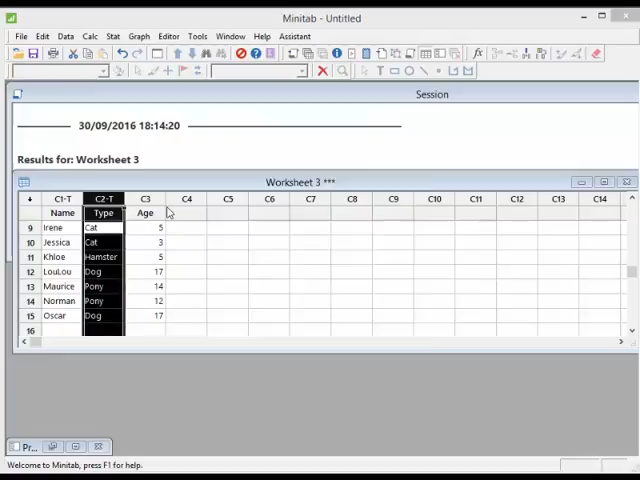 Minitab - Untitled
File Edit Data Calc Stat Graph Editor Tools Window Help Assistant
Session
30/09/2016 18:14:20
Results for: Worksheet 3
Worksheet 3 ***
C1-T C2-T C3 C4 C5 C6 C7 C8 C9 C10 C11 C12 C13 C14
Name Type Age
9 Irene Cat 5
10 Jessica Cat 3
11 Khloe Hamster 5
12 LouLou Dog 17
13 Maurice Pony 14
14 Norman Pony 12
15 Oscar Dog 17
16
Pr...
Welcome to Minitab, press F1 for help.